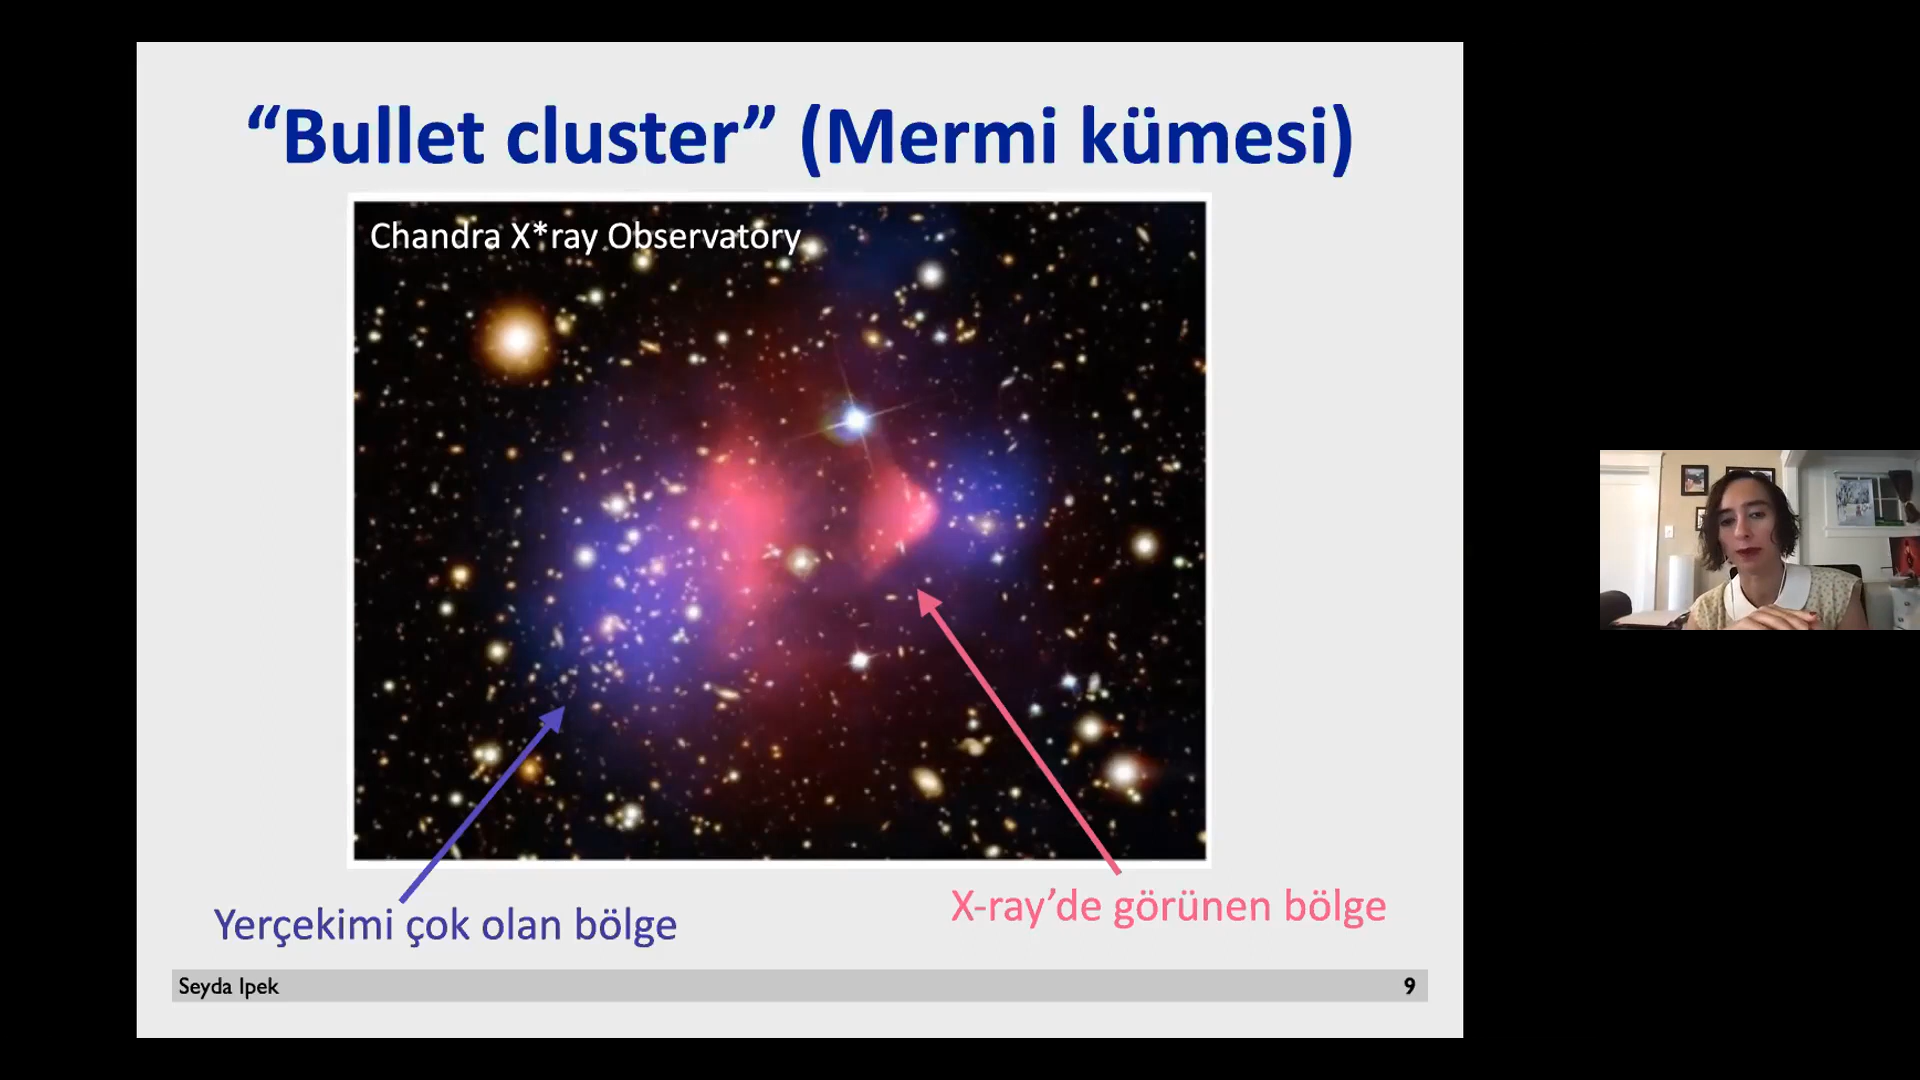 “Bullet cluster” (Mermi kümesi)
Chandra X*ray Observatory
Yerçekimi çok olan bölge
X-ray’de görünen bölge
Seyda Ipek
9